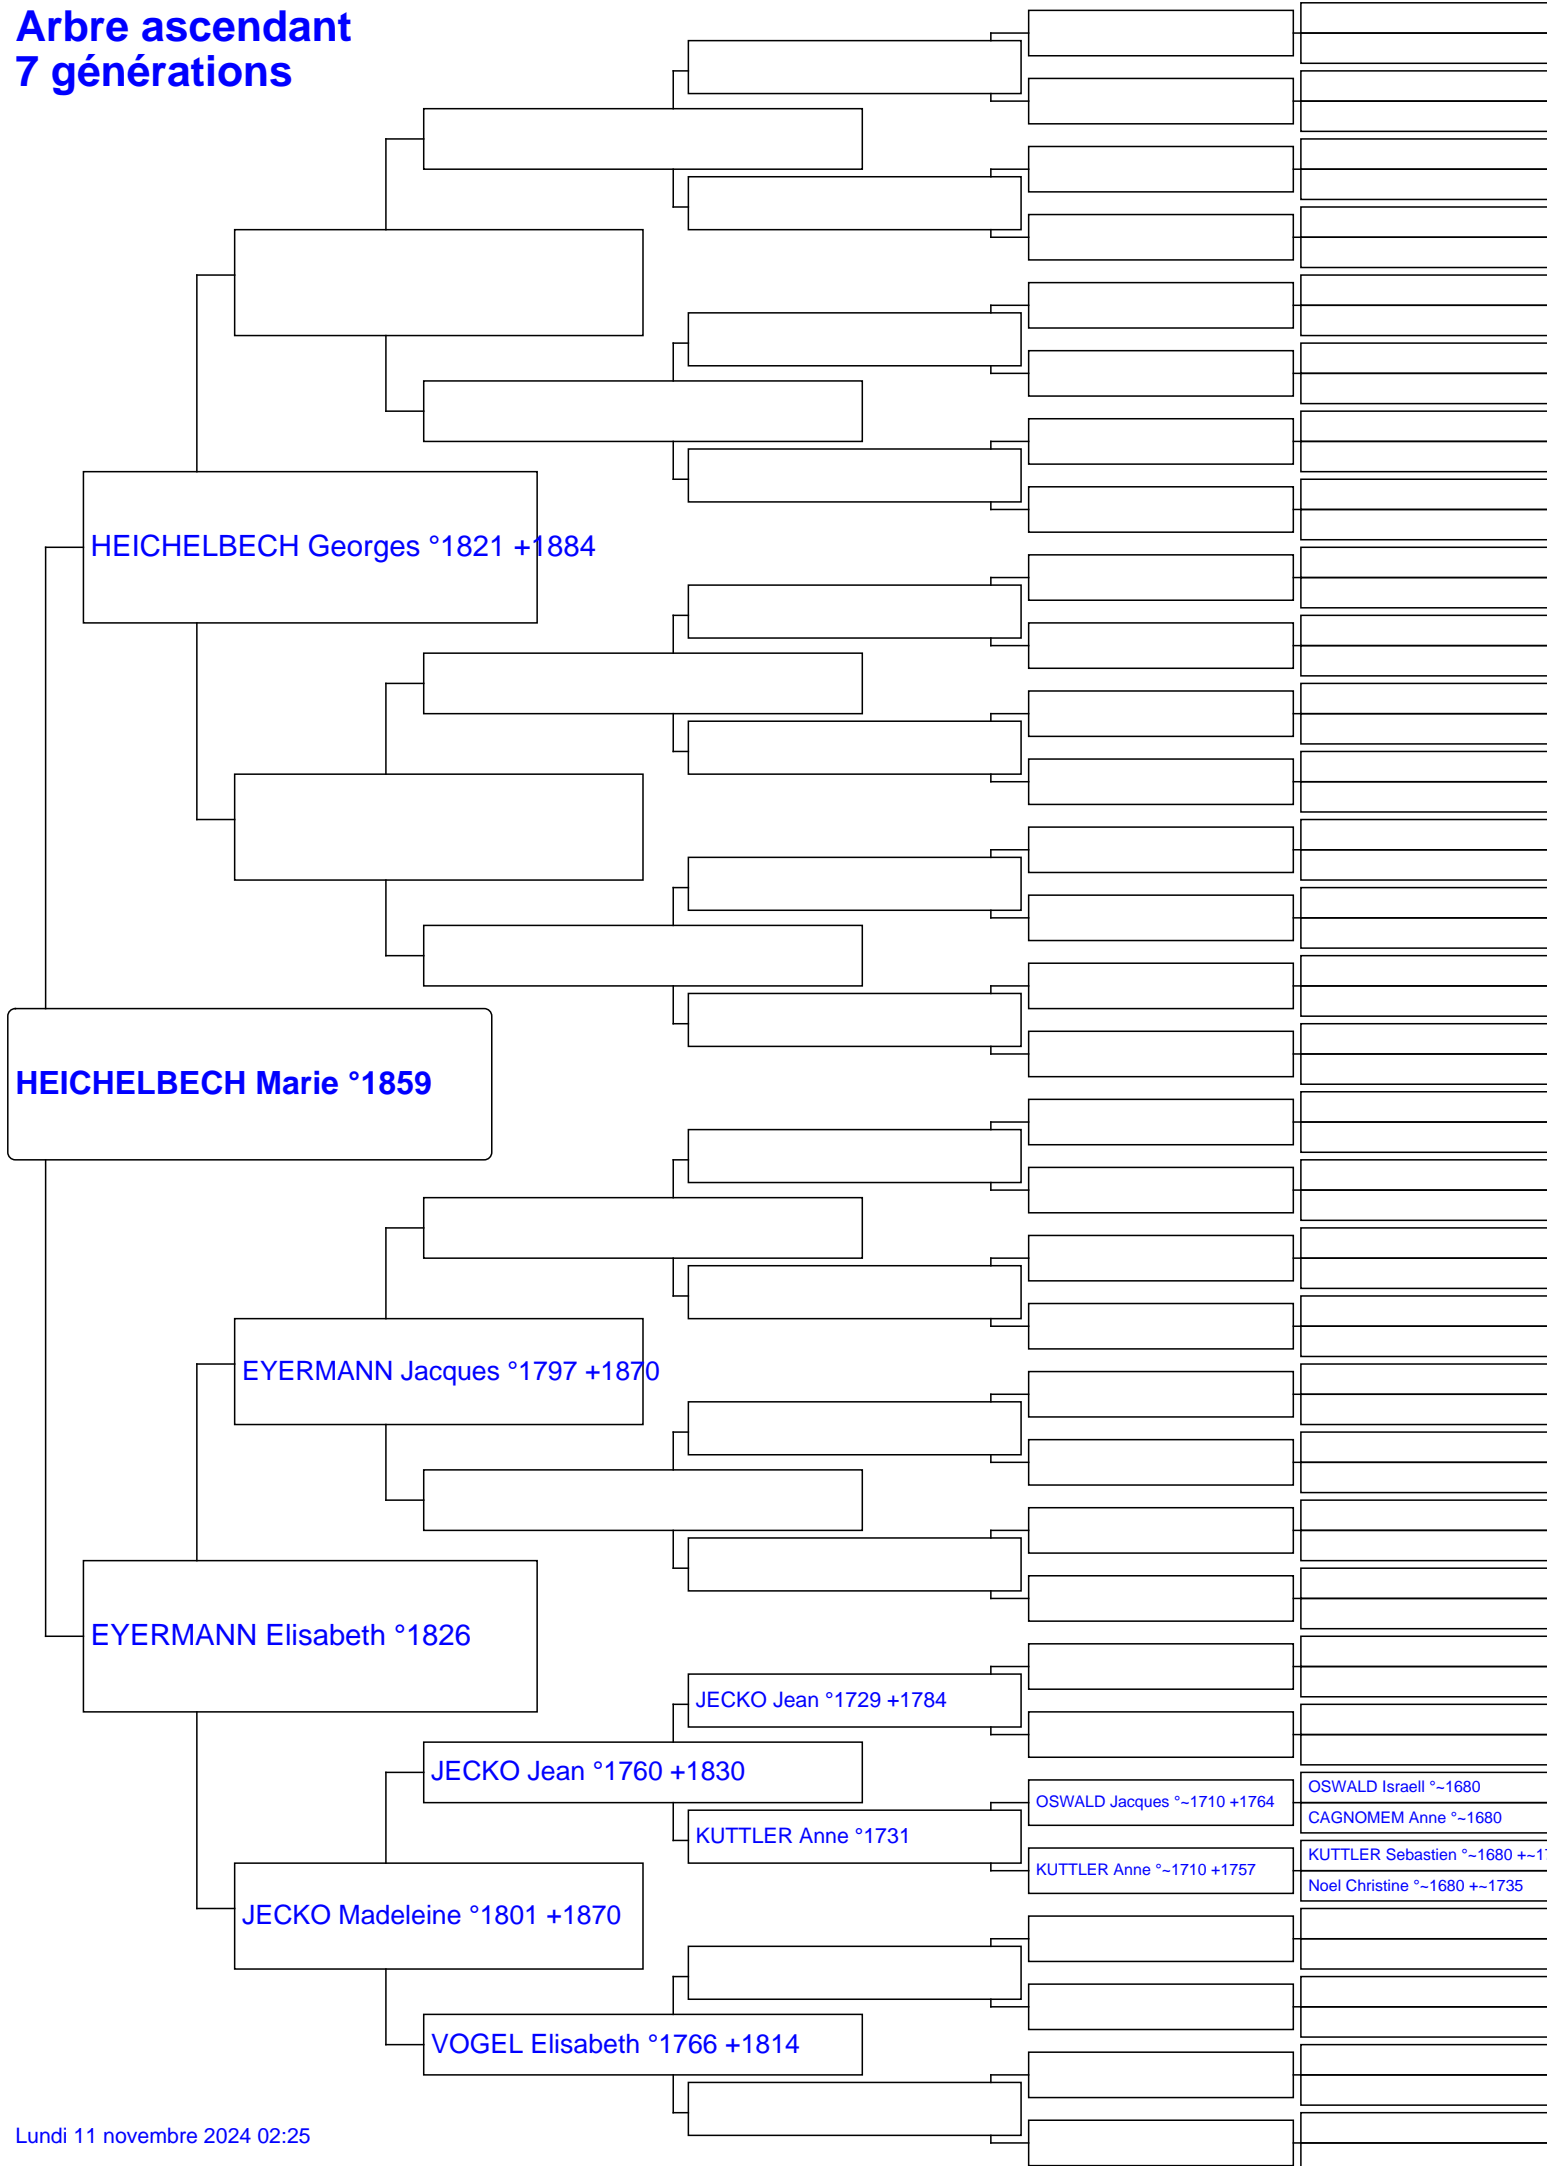 Arbre ascendant
7 générations
HEICHELBECH Georges °1821 +1884
HEICHELBECH Marie °1859
EYERMANN Jacques °1797 +1870
EYERMANN Elisabeth °1826
JECKO Jean °1729 +1784
JECKO Jean °1760 +1830
OSWALD Israell °~1680
OSWALD Jacques °~1710 +1764
CAGNOMEM Anne °~1680
KUTTLER Anne °1731
KUTTLER Sebastien °~1680 +~17
KUTTLER Anne °~1710 +1757
Noel Christine °~1680 +~1735
JECKO Madeleine °1801 +1870
VOGEL Elisabeth °1766 +1814
Lundi 11 novembre 2024 02:25